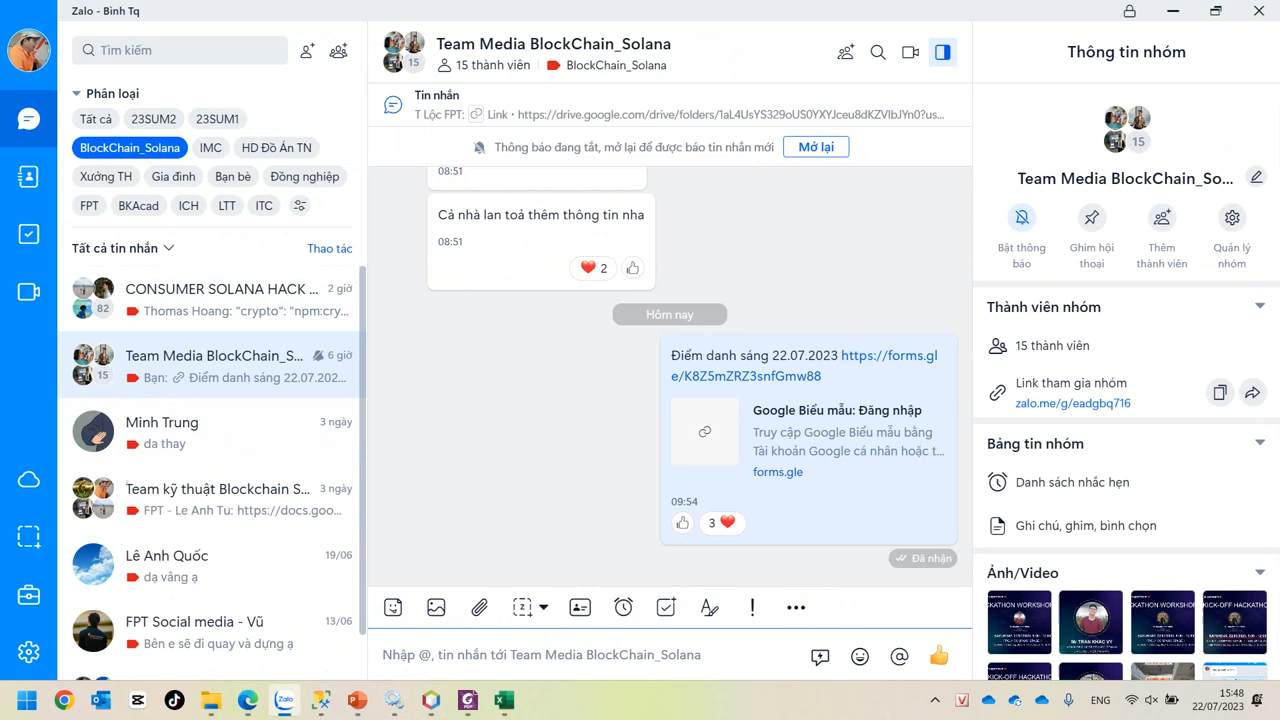 Zalo - Bình Tq
Tìm kiếm
Phân loại
Tất cả
23SUM2
23SUM1
BlockChain_Solana
IMC
HD Đồ Án TN
Xưởng TH
Gia đình
Bạn bè
Đồng nghiệp
FPT
BKAcad
ICH
LTT
ITC
Tất cả tin nhắn
Thao tác
CONSUMER SOLANA HACK ...
2 giờ
82
Thomas Hoang: "crypto": "npm:cry...
Team Media BlockChain_S...
6 giờ
15
Bạn: Điểm danh sáng 22.07.202...
Minh Trung
3 ngày
da thay
Team kỹ thuật Blockchain S...
3 ngày
FPT - Le Anh Tu: https://docs.goo...
Lê Anh Quốc
19/06
dạ vâng ạ
FPT Social media - Vũ
13/06
Bên e sẽ đi quay và dựng ạ
Team Media BlockChain_Solana
15
15 thành viên
BlockChain_Solana
Tin nhắn
T Lộc FPT: Link • https://drive.google.com/drive/folders/1aL4UsYS329oUS0YXYJceu8dKZVIbJYn0?us...
Thông báo đang tắt, mở lại để được báo tin nhắn mới
Mở lại
08:51
Cả nhà lan toả thêm thông tin nha
08:51
2
Hôm nay
Điểm danh sáng 22.07.2023 https://forms.gl
e/K8Z5mZRZ3snfGmw88
Google Biểu mẫu: Đăng nhập
Truy cập Google Biểu mẫu bằng
Tài khoản Google cá nhân hoặc t...
forms.gle
09:54
3
Đã nhận
Nhập @, tin nhắn tới Team Media BlockChain_Solana
Thông tin nhóm
15
Team Media BlockChain_So...
Bật thông
báo
Ghim hội
thoại
Thêm
thành viên
Quản lý
nhóm
Thành viên nhóm
15 thành viên
Link tham gia nhóm
zalo.me/g/eadgbq716
Bảng tin nhóm
Danh sách nhắc hẹn
Ghi chú, ghim, bình chọn
Ảnh/Video
Zalo
ENG
15:48
22/07/2023